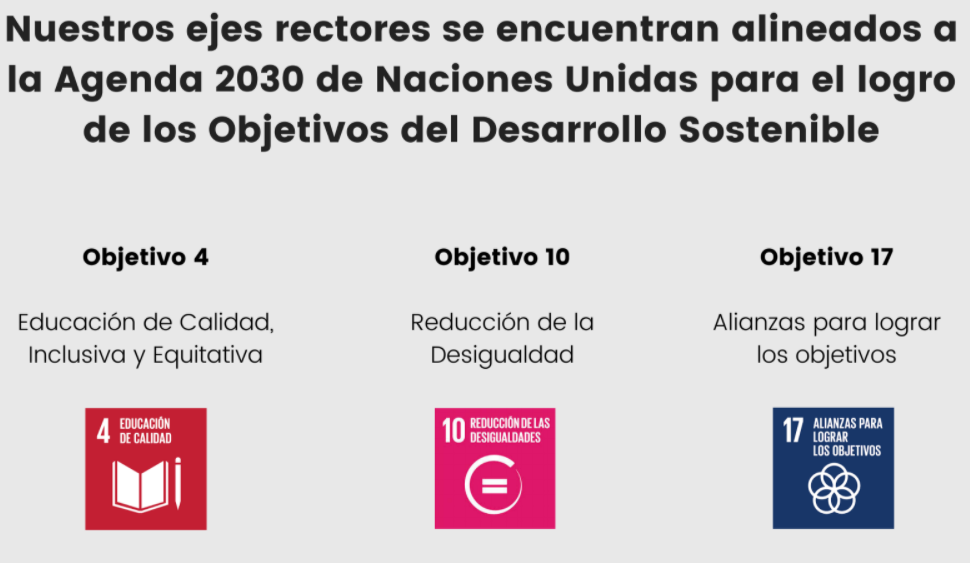 Nuestros ejes rectores se encuentran alineados a
la Agenda 2030 de Naciones Unidas para el logro
de los Objetivos del Desarrollo Sostenible
Objetivo 4
Educación de Calidad,
Inclusiva y Equitativa
4 EDUCACIÓN
DE CALIDAD
Objetivo 10
Reducción de la
Desigualdad
10 REDUCCIÓN DE LAS
DESIGUALDADES
Objetivo 17
Alianzas para lograr
los objetivos
17 ALIANZAS PARA
LOGRAR
LOS OBJETIVOS